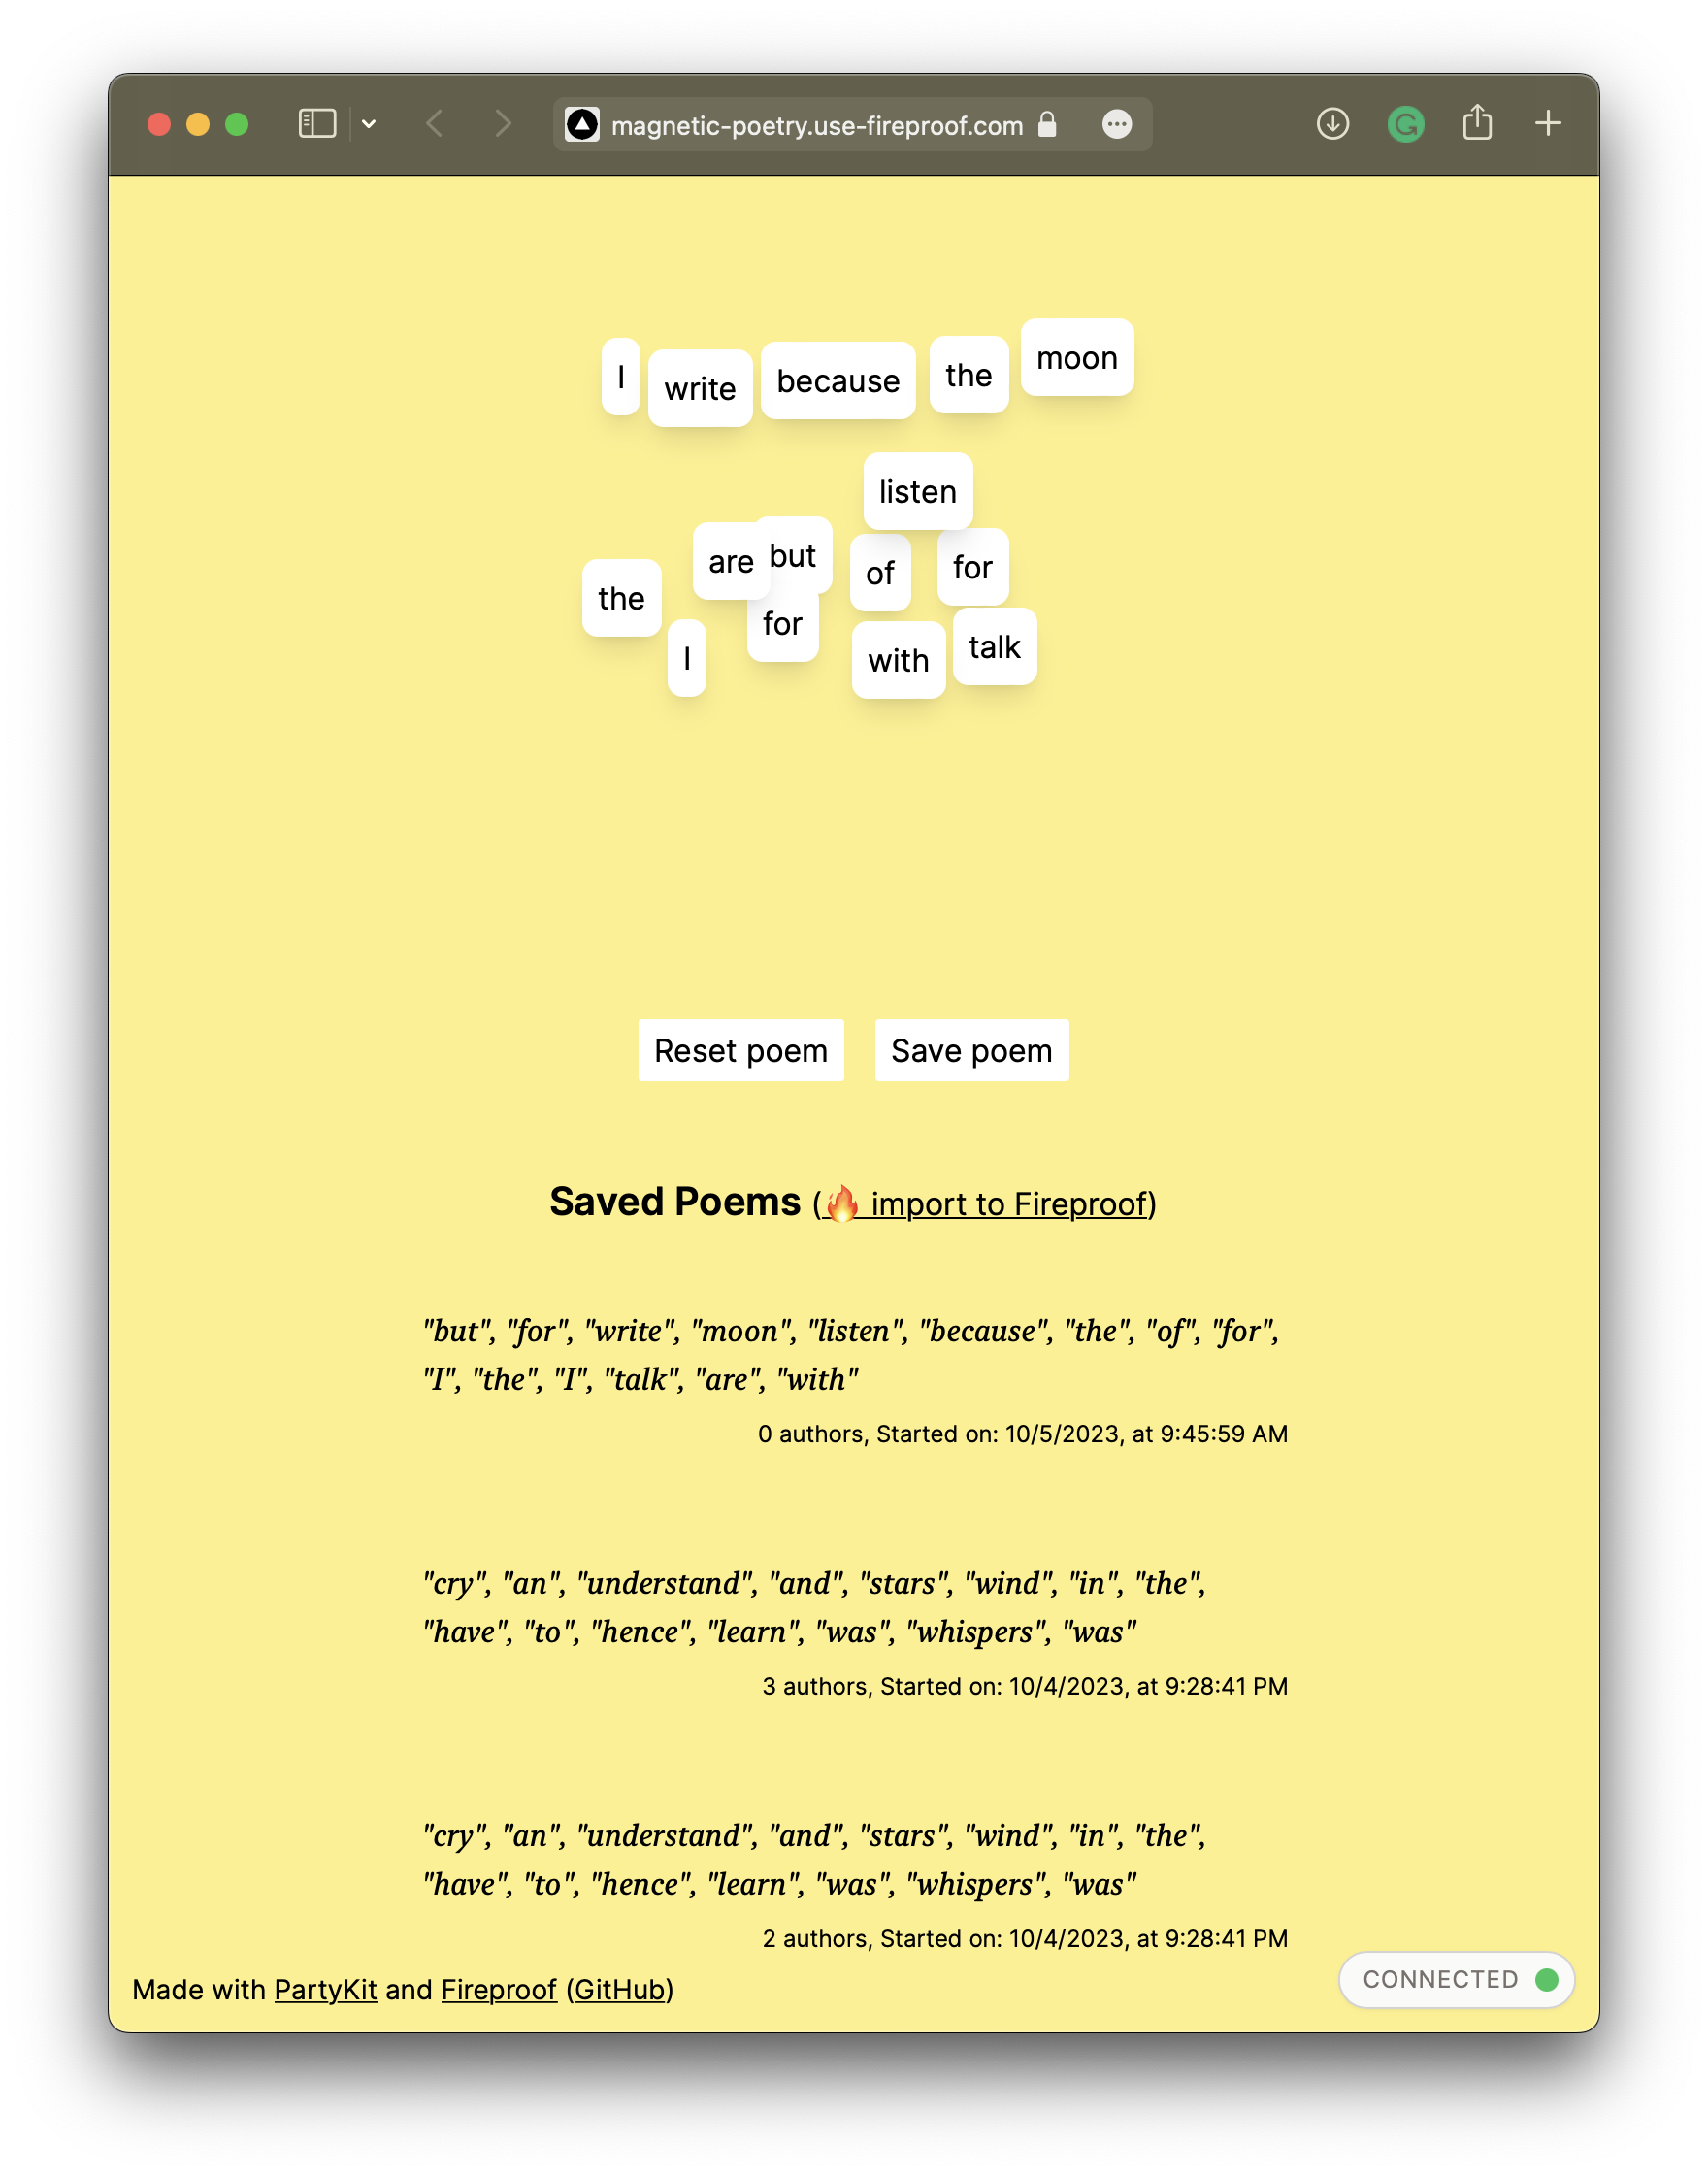 magnetic-poetry.use-fireproof.com
I write because the moon
listen
are but of for
the for
I with talk
Reset poem Save poem
Saved Poems (🔥 import to Fireproof)
"but", "for", "write", "moon", "listen", "because", "the", "of", "for",
"I", "the", "I", "talk", "are", "with"
0 authors, Started on: 10/5/2023, at 9:45:59 AM
"cry", "an", "understand", "and", "stars", "wind", "in", "the",
"have", "to", "hence", "learn", "was", "whispers", "was"
3 authors, Started on: 10/4/2023, at 9:28:41 PM
"cry", "an", "understand", "and", "stars", "wind", "in", "the",
"have", "to", "hence", "learn", "was", "whispers", "was"
2 authors, Started on: 10/4/2023, at 9:28:41 PM
Made with PartyKit and Fireproof (GitHub)
CONNECTED